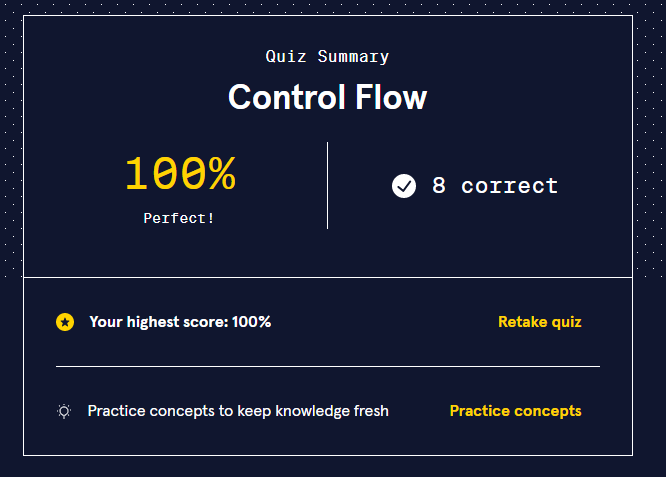 Quiz Summary
Control Flow
100%
Perfect!
8 correct
Your highest score: 100%
Retake quiz
Practice concepts to keep knowledge fresh
Practice concepts